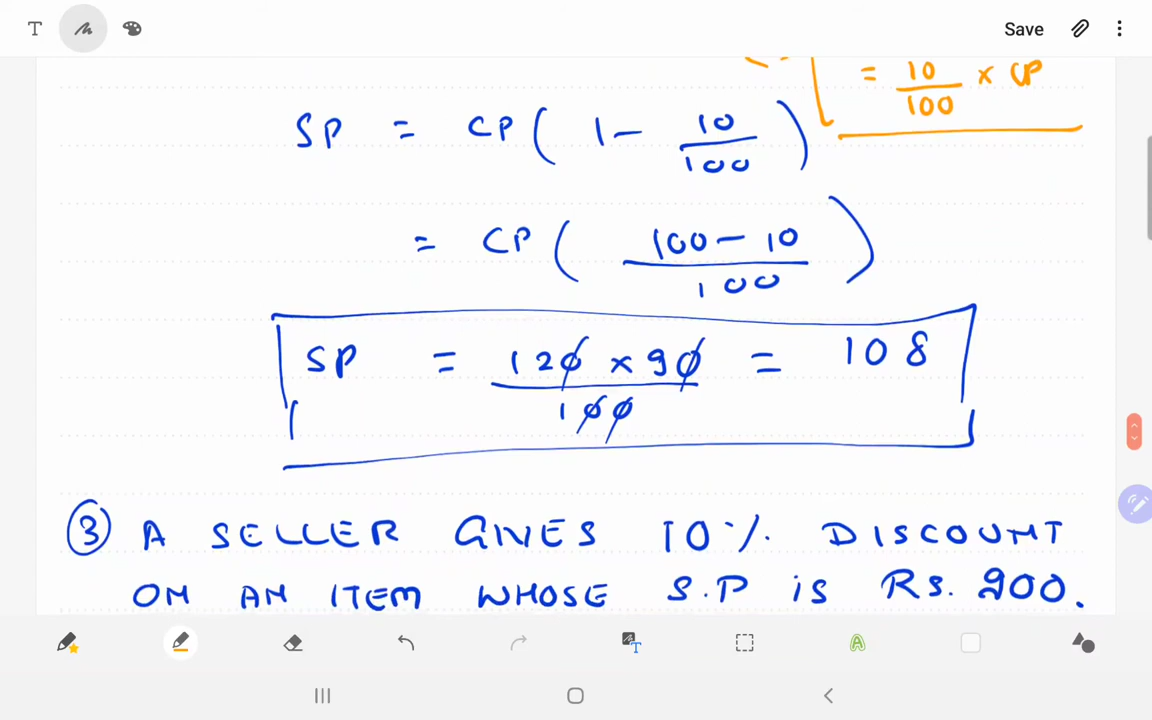 T Save
= 10/100 × CP
SP = CP ( 1 - 10/100 )
= CP ( 100 - 10/100 )
SP = 120 × 90/100 = 108
③ A SELLER GIVES 10% DISCOUNT
ON AN ITEM WHOSE S.P is Rs. 900.
T
A